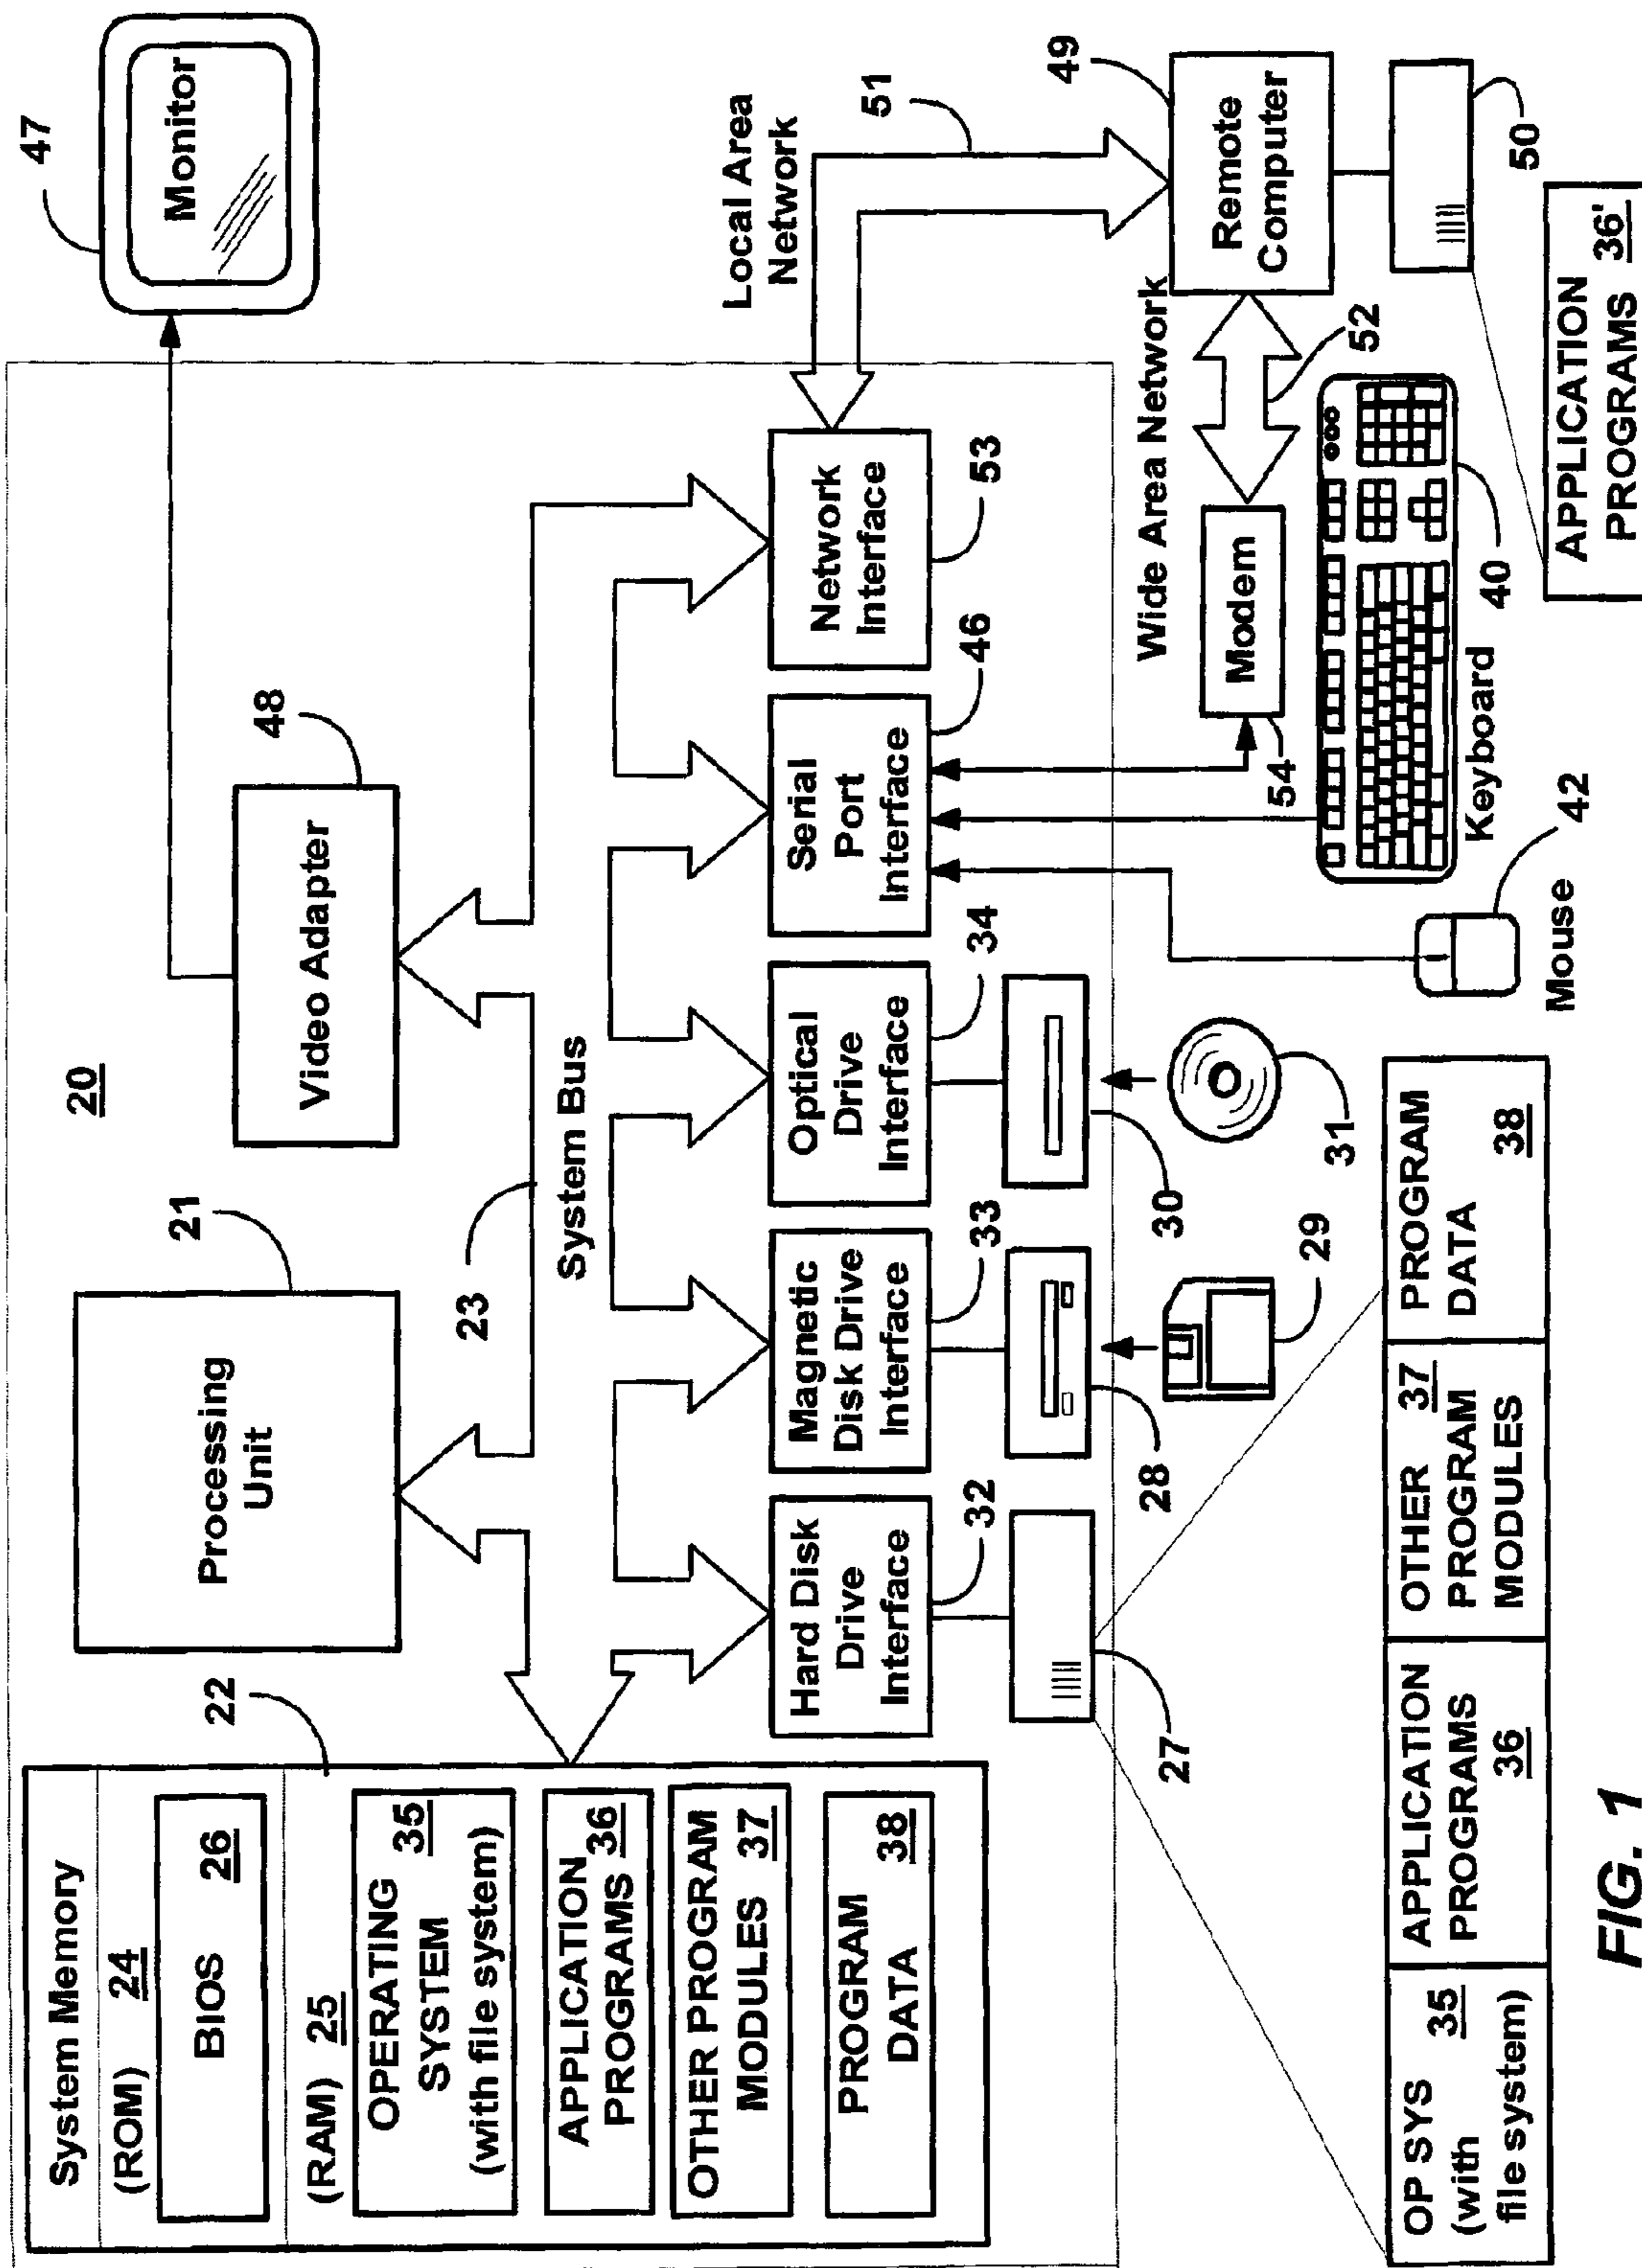 System Memory
(ROM) 24
BIOS 26
22
(RAM) 25
OPERATING
SYSTEM 35
(with file system)
APPLICATION
PROGRAMS 36
OTHER PROGRAM
MODULES 37
PROGRAM
DATA 38
20
Processing
Unit
21
Video Adapter
48
47
Monitor
23
System Bus
Hard Disk
Drive
Interface
32
Magnetic
Disk Drive
Interface
33
Optical
Drive
Interface
34
Serial
Port
Interface
46
Network
Interface
53
Local Area
Network
51
27
28
29
30
31
Wide Area Network
52
Modem
54
49
Remote
Computer
50
Keyboard
40
Mouse
42
APPLICATION
PROGRAMS 36'
OP SYS 35
(with
file system)
APPLICATION
PROGRAMS
36
OTHER 37
PROGRAM
MODULES
PROGRAM
DATA
38
FIG. 1